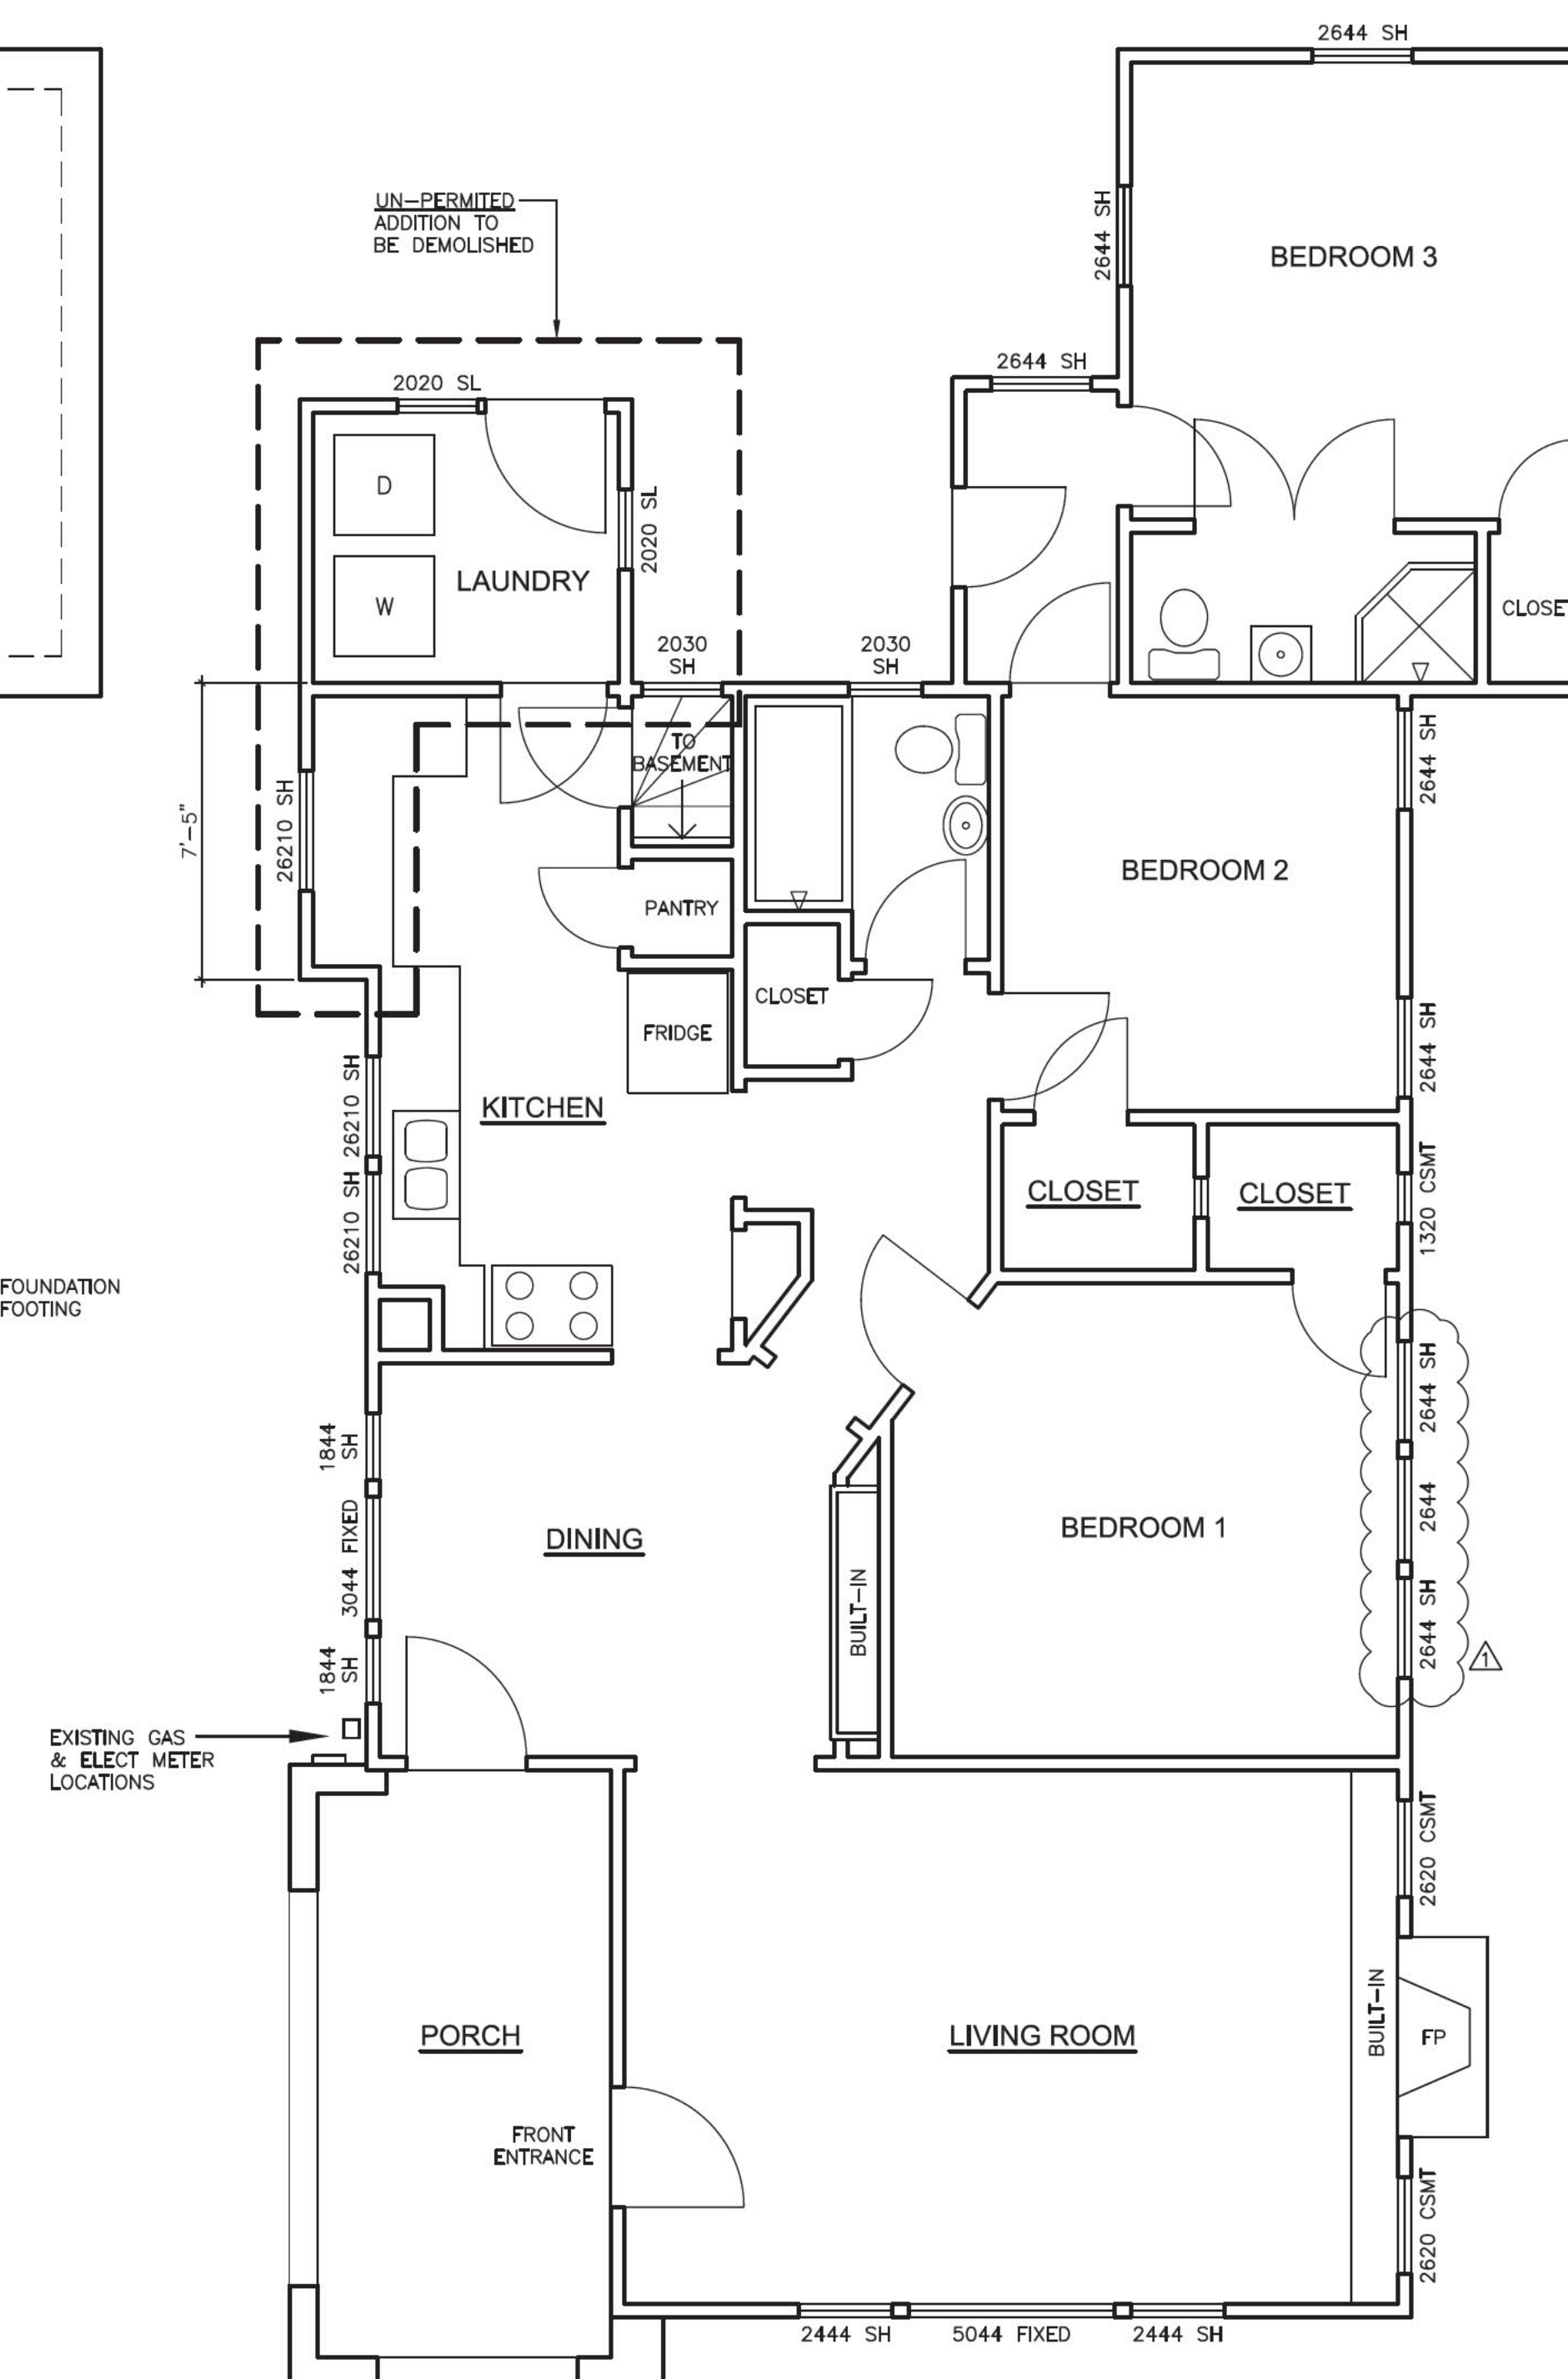 2644 SH
UN-PERMITED
ADDITION TO
BE DEMOLISHED
2644 SH
BEDROOM 3
2644 SH
2020 SL
D
W
LAUNDRY
2020 SL
2030
SH
2030
SH
CLOSE
TO
BASEMENT
7'-5"
26210 SH
PANTRY
CLOSET
FRIDGE
BEDROOM 2
2644 SH
2644 SH
KITCHEN
26210 SH
26210 SH
CLOSET
CLOSET
1320 CSMT
FOUNDATION
FOOTING
1844
SH
3044 FIXED
1844
SH
DINING
BUILT-IN
BEDROOM 1
2644 SH
2644
2644 SH
1
EXISTING GAS
& ELECT METER
LOCATIONS
2620 CSMT
PORCH
LIVING ROOM
BUILT-IN
FP
FRONT
ENTRANCE
2620 CSMT
2444 SH
5044 FIXED
2444 SH